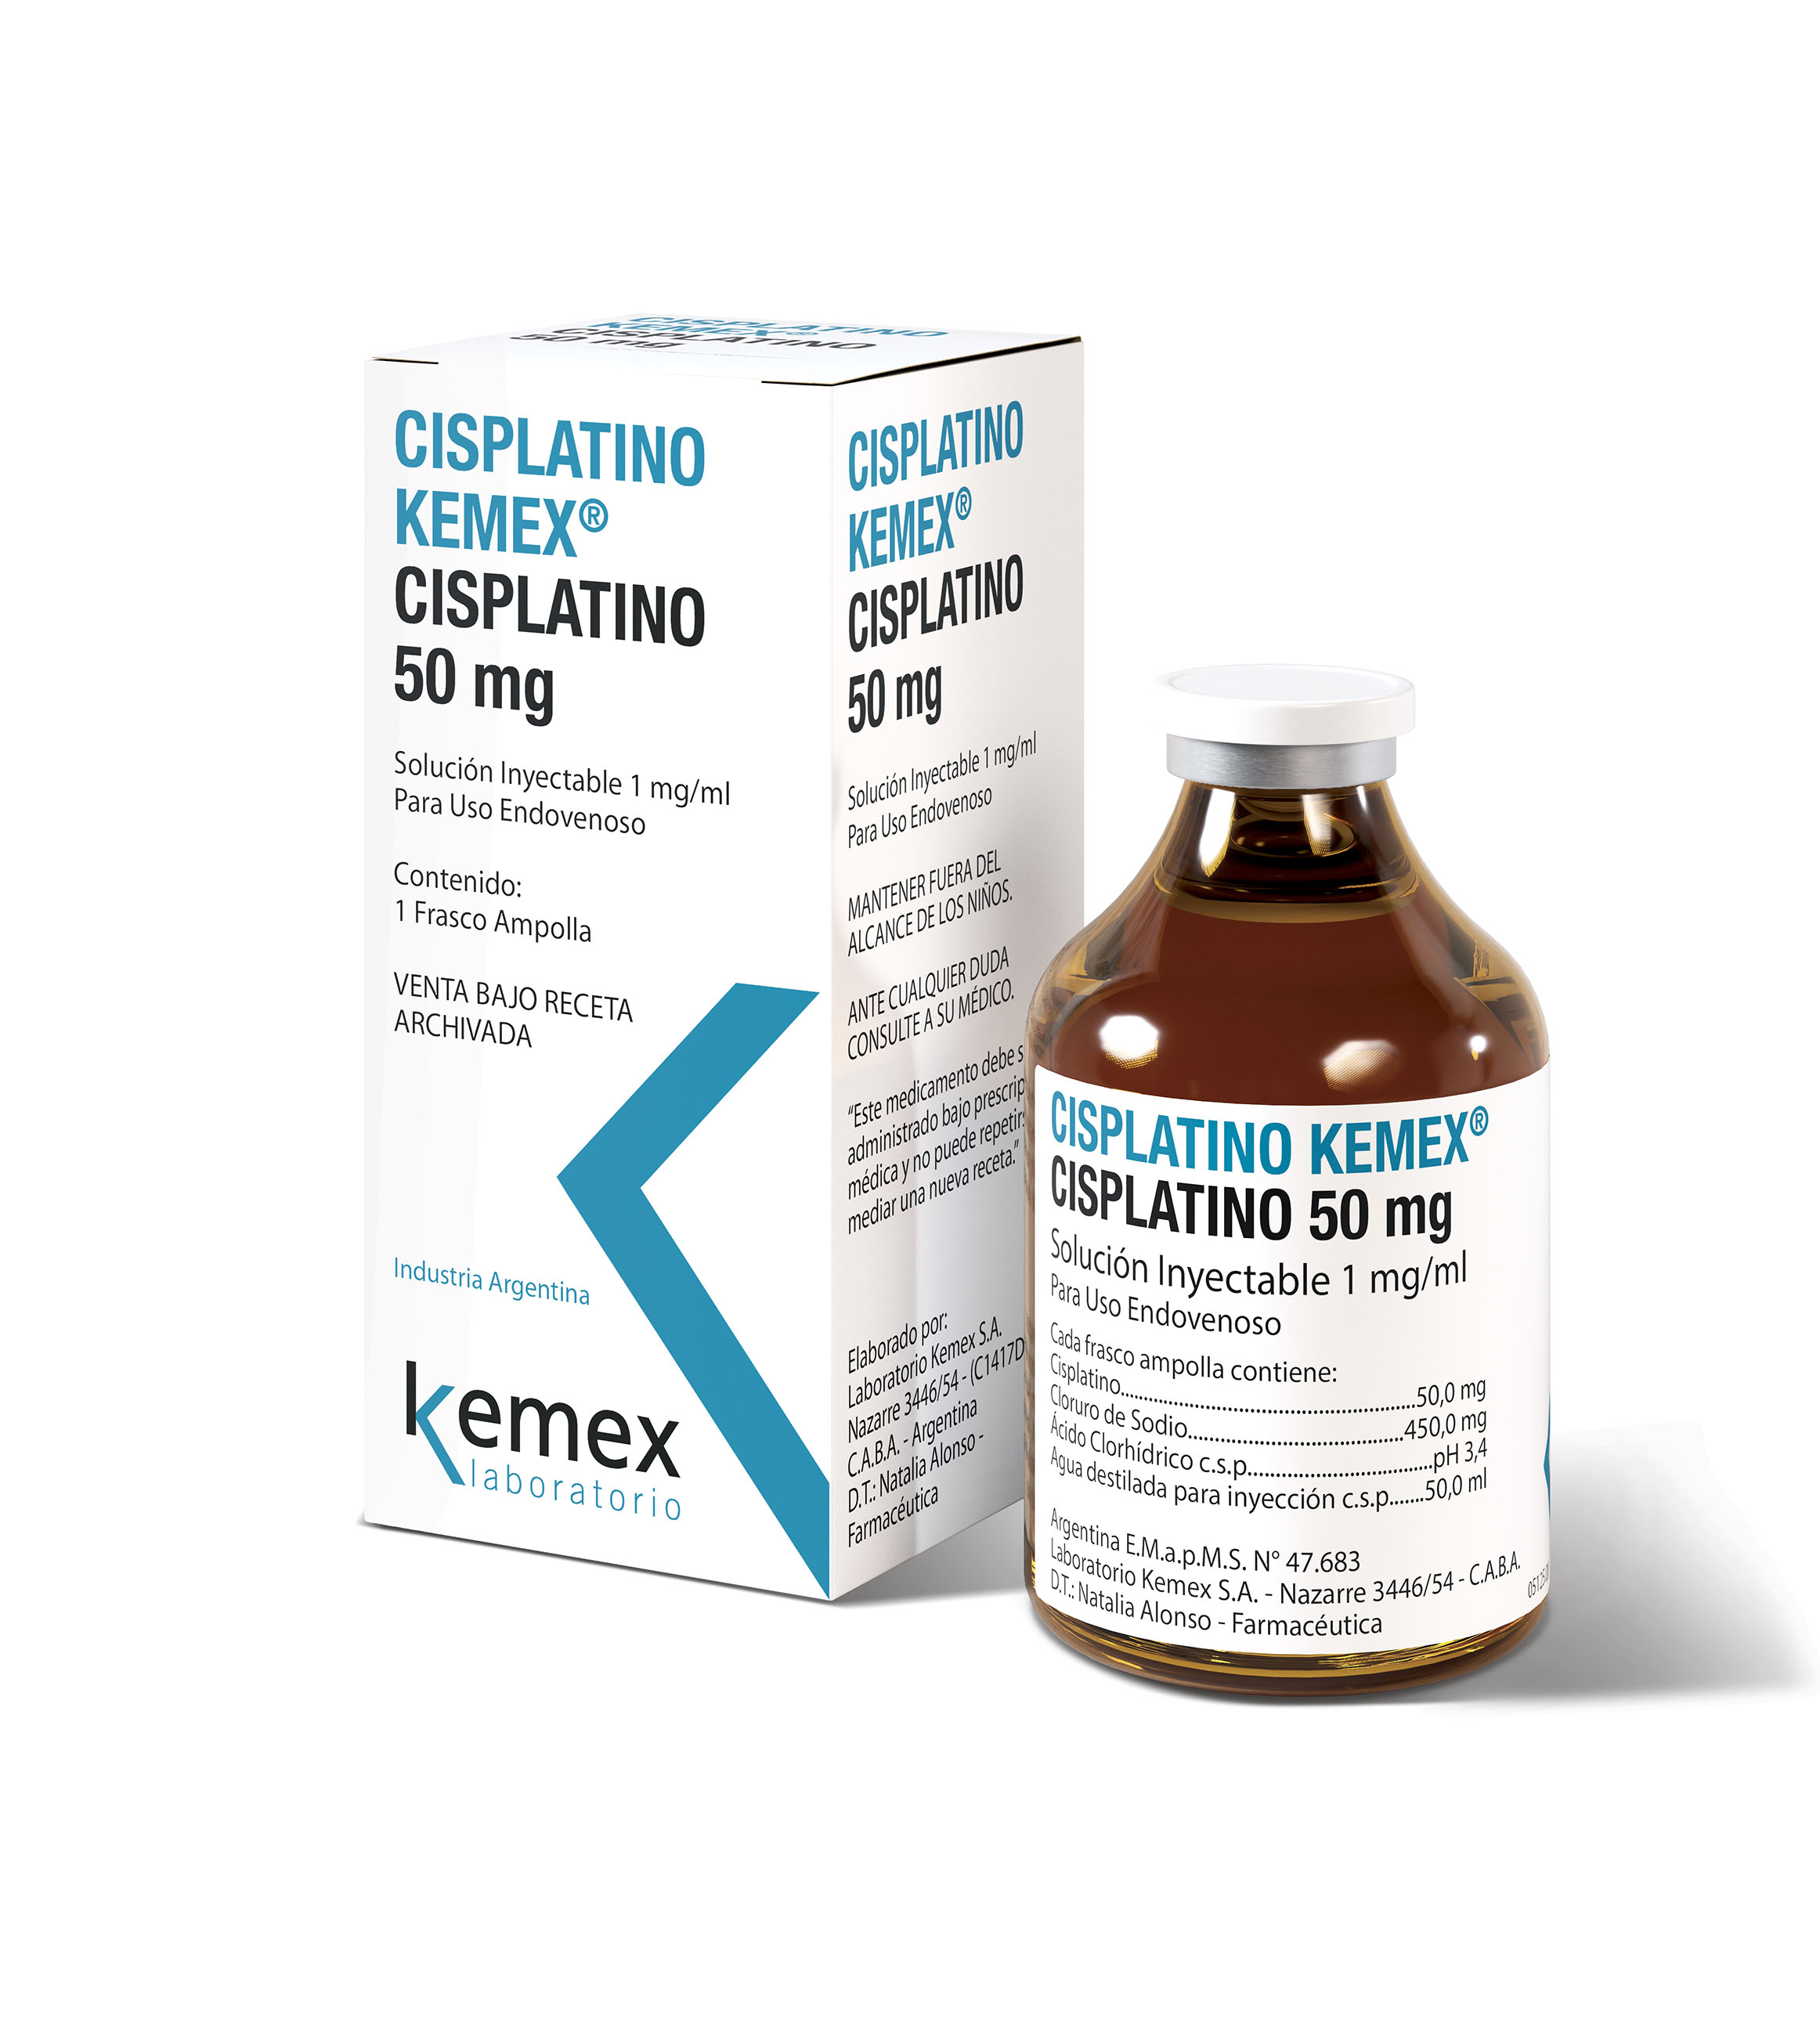 CISPLATINO
KEMEX®
CISPLATINO
50 mg
CISPLATINO
KEMEX®
CISPLATINO
50 mg
Solución Inyectable 1 mg/ml
Para Uso Endovenoso
Contenido:
1 Frasco Ampolla
VENTA BAJO RECETA
ARCHIVADA
Industria Argentina
kemex
laboratorio
CISPLATINO
KEMEX®
CISPLATINO
50 mg
Solución Inyectable 1 mg/ml
Para Uso Endovenoso
MANTENER FUERA DEL
ALCANCE DE LOS NIÑOS.
ANTE CUALQUIER DUDA
CONSULTE A SU MÉDICO.
“Este medicamento debe
administrado bajo
médica y no puede
mediar una nueva receta.”
Elaborado por:
Laboratorio Kemex S.A.
Nazarre 3446/54 - (C1417D
C.A.B.A. - Argentina
D.T.: Natalia Alonso -
Farmacéutica
CISPLATINO KEMEX®
CISPLATINO 50 mg
Solución Inyectable 1 mg/ml
Para Uso Endovenoso
Cada frasco ampolla contiene:
Cisplatino..........50,0 mg
Cloruro de Sodio..........450,0 mg
Ácido Clorhídrico c.s.p..........pH 3,4
Agua destilada para inyección c.s.p.......50,0 ml
Argentina E.M.a.p.M.S. N° 47.683
Laboratorio Kemex S.A. - Nazarre 3446/54 - C.A.B.A.
D.T.: Natalia Alonso - Farmacéutica